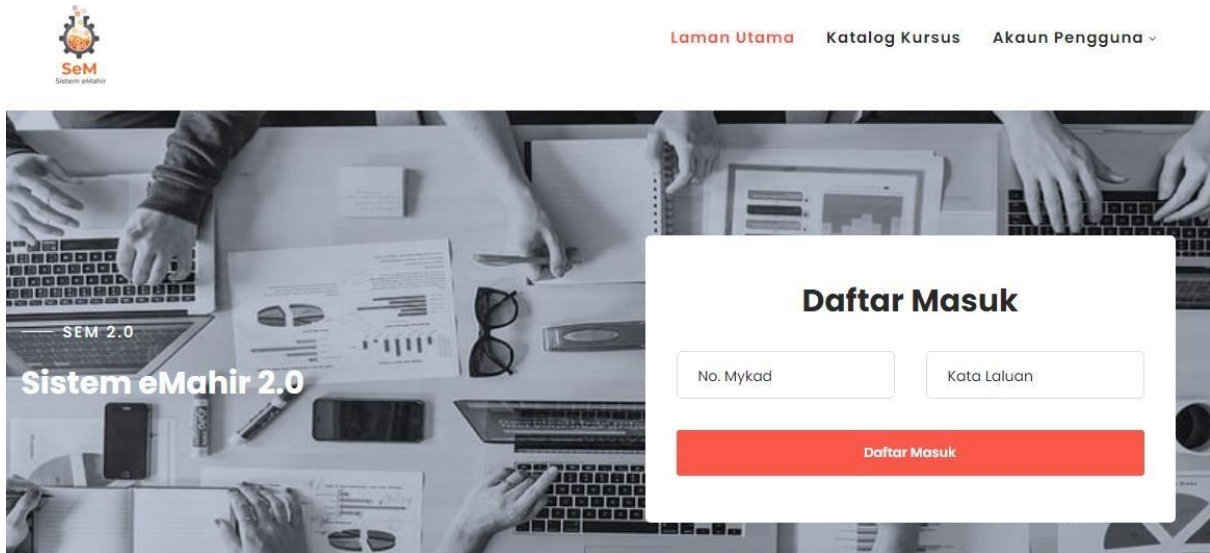 SeM
Sistem eMahir
Laman Utama
Katalog Kursus
Akaun Pengguna
SEM 2.0
Sistem eMahir 2.0
Daftar Masuk
No. Mykad
Kata Laluan
Daftar Masuk